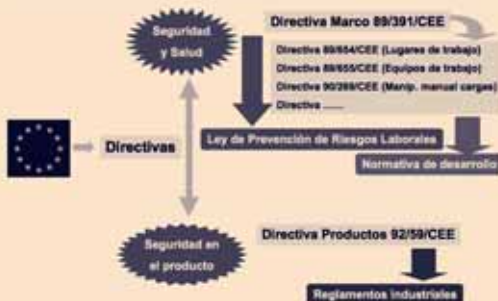 Seguridad
y Salud
Directiva Marco 89/391/CEE
Directiva 89/654/CEE (Lugares de trabajo)
Directiva 89/655/CEE (Equipos de trabajo)
Directiva 90/269/CEE (Manip. manual cargas)
Directiva ......
Ley de Prevención de Riesgos Laborales
Directivas
Normativa de desarrollo
Seguridad en
el producto
Directiva Productos 92/59/CEE
Reglamentos industriales